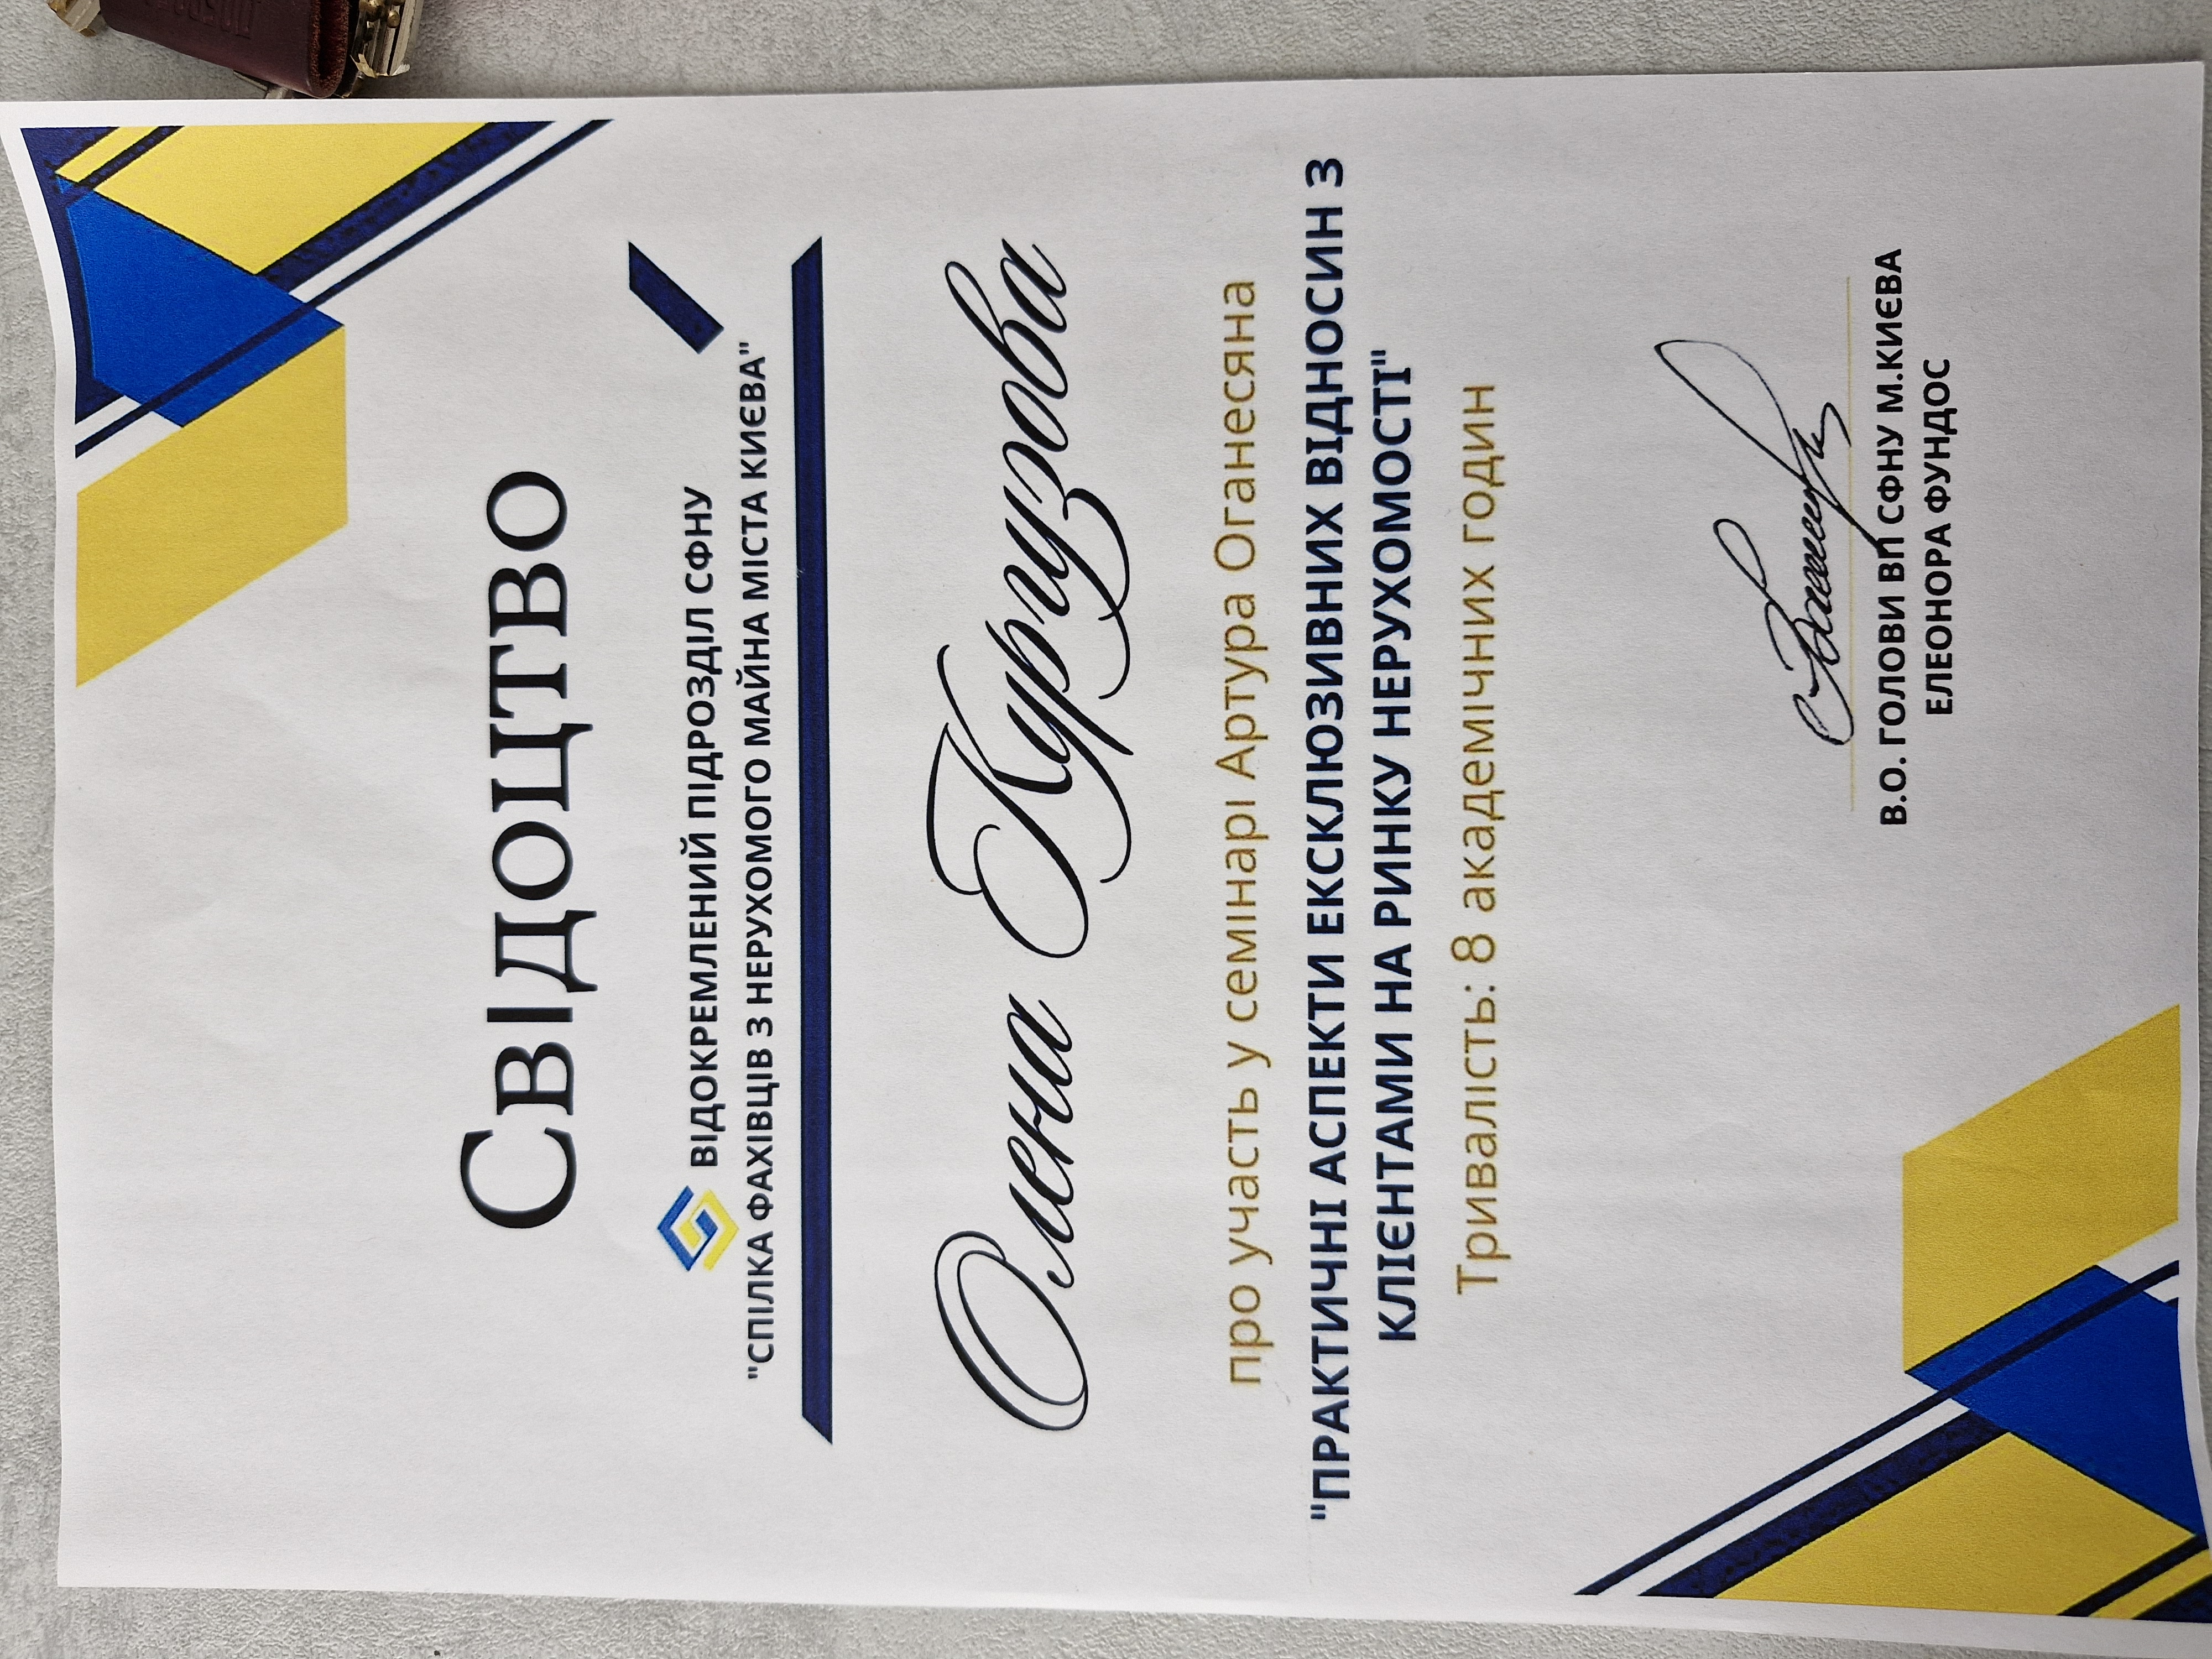 СВІДОЦТВО
ВІДОКРЕМЛЕНИЙ ПІДРОЗДІЛ СФНУ
"СПІЛКА ФАХІВЦІВ З НЕРУХОМОГО МАЙНА МІСТА КИЄВА"
Олена Каргузова
про участь у семінарі Артура Оганесяна
"ПРАКТИЧНІ АСПЕКТИ ЕКСКЛЮЗИВНИХ ВІДНОСИН З
КЛІЄНТАМИ НА РИНКУ НЕРУХОМОСТІ"
Тривалість: 8 академічних годин
В.О. ГОЛОВИ ВП СФНУ М.КИЄВА
ЕЛЕОНОРА ФУНДОС